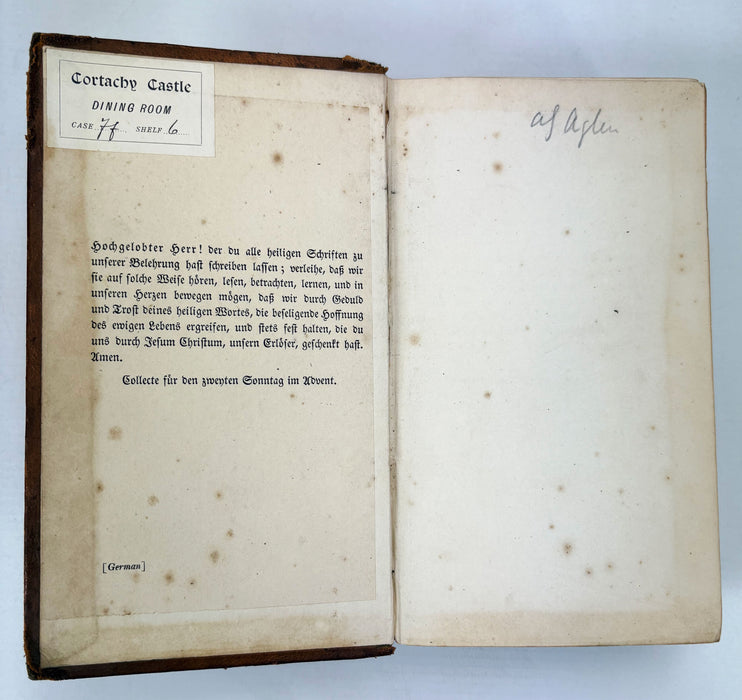 Cortachy Castle
DINING ROOM
CASE 7f SHELF 6
Hochgelobter Herr! der du alle heiligen Schriften zu
unserer Belehrung hast schreiben lassen; verleihe, daß wir
sie auf solche Weise hören, lesen, betrachten, lernen, und in
unseren Herzen bewegen mögen, daß wir durch Geduld
und Trost deines heiligen Wortes, die beseligende Hoffnung
des ewigen Lebens ergreifen, und stets fest halten, die du
uns durch Jesum Christum, unsern Erlöser, geschenkt hast.
Amen.
Collecte für den zweyten Sonntag im Advent.
[German]
Aglen